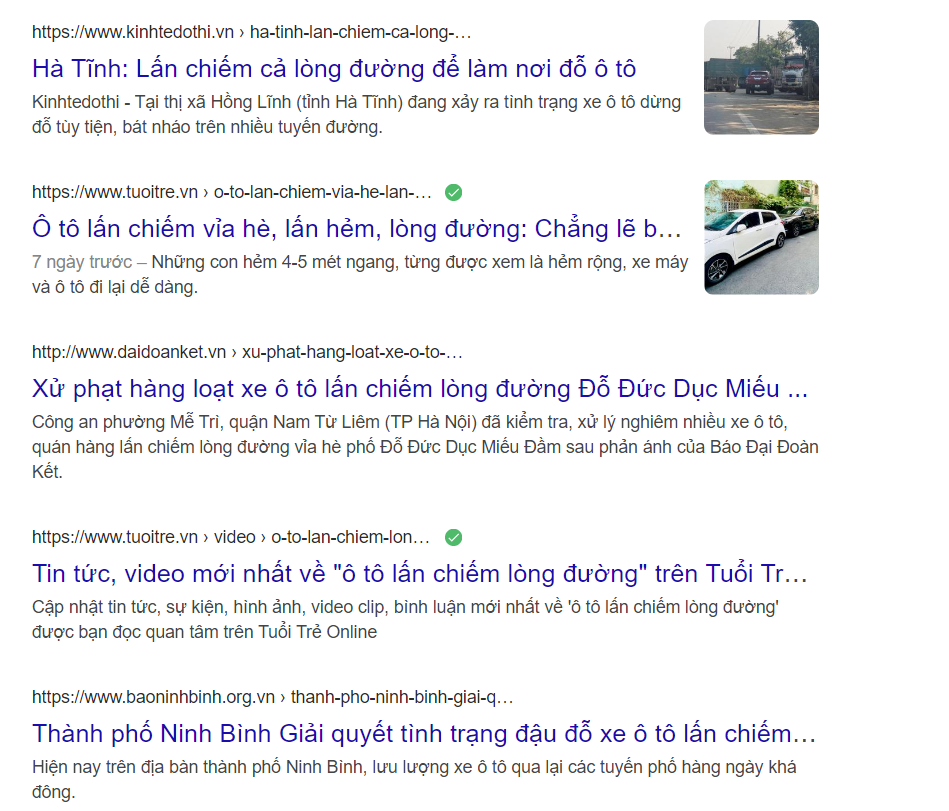 https://www.kinhtedothi.vn › ha-tinh-lan-chiem-ca-long-…
Hà Tĩnh: Lấn chiếm cả lòng đường để làm nơi đỗ ô tô
Kinhtedothi - Tại thị xã Hồng Lĩnh (tỉnh Hà Tĩnh) đang xảy ra tình trạng xe ô tô dừng
đỗ tùy tiện, bát nháo trên nhiều tuyến đường.
https://www.tuoitre.vn › o-to-lan-chiem-via-he-lan-…
Ô tô lấn chiếm vỉa hè, lấn hẻm, lòng đường: Chẳng lẽ b…
7 ngày trước – Những con hẻm 4-5 mét ngang, từng được xem là hẻm rộng, xe máy
và ô tô đi lại dễ dàng.
http://www.daidoanket.vn › xu-phat-hang-loat-xe-o-to-…
Xử phạt hàng loạt xe ô tô lấn chiếm lòng đường Đỗ Đức Dục Miếu ...
Công an phường Mễ Trì, quận Nam Từ Liêm (TP Hà Nội) đã kiểm tra, xử lý nghiêm nhiều xe ô tô,
quán hàng lấn chiếm lòng đường vỉa hè phố Đỗ Đức Dục Miếu Đầm sau phản ánh của Báo Đại Đoàn
Kết.
https://www.tuoitre.vn › video › o-to-lan-chiem-lon…
Tin tức, video mới nhất về "ô tô lấn chiếm lòng đường" trên Tuổi Tr…
Cập nhật tin tức, sự kiện, hình ảnh, video clip, bình luận mới nhất về 'ô tô lấn chiếm lòng đường'
được bạn đọc quan tâm trên Tuổi Trẻ Online
https://www.baoninhbinh.org.vn › thanh-pho-ninh-binh-giai-q…
Thành phố Ninh Bình Giải quyết tình trạng đậu đỗ xe ô tô lấn chiếm…
Hiện nay trên địa bàn thành phố Ninh Bình, lưu lượng xe ô tô qua lại các tuyến phố hàng ngày khá
đông.